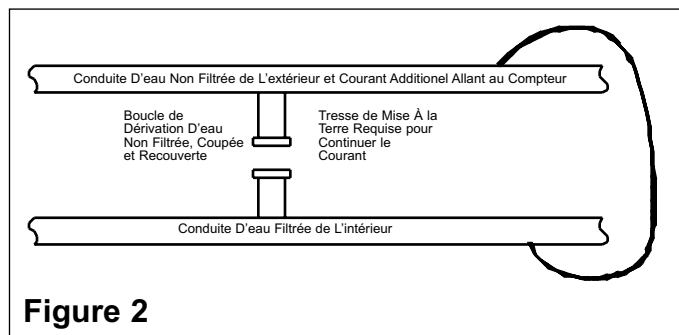 Conduite D'eau Non Filtrée de L'extérieur et Courant Additionel Allant au Compteur
Boucle de
Dérivation D'eau
Non Filtrée, Coupée
et Recouverte
Tresse de Mise À la
Terre Requise pour
Continuer le
Courant
Conduite D'eau Filtrée de L'intérieur
Figure 2